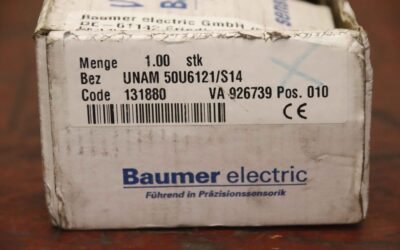 Baumer electric GmbH
Menge 1.00 stk
Bez UNAM 50U6121/S14
Code 131880 VA 926739 Pos. 010
CE
Baumer electric
Führend in Präzisionssensorik